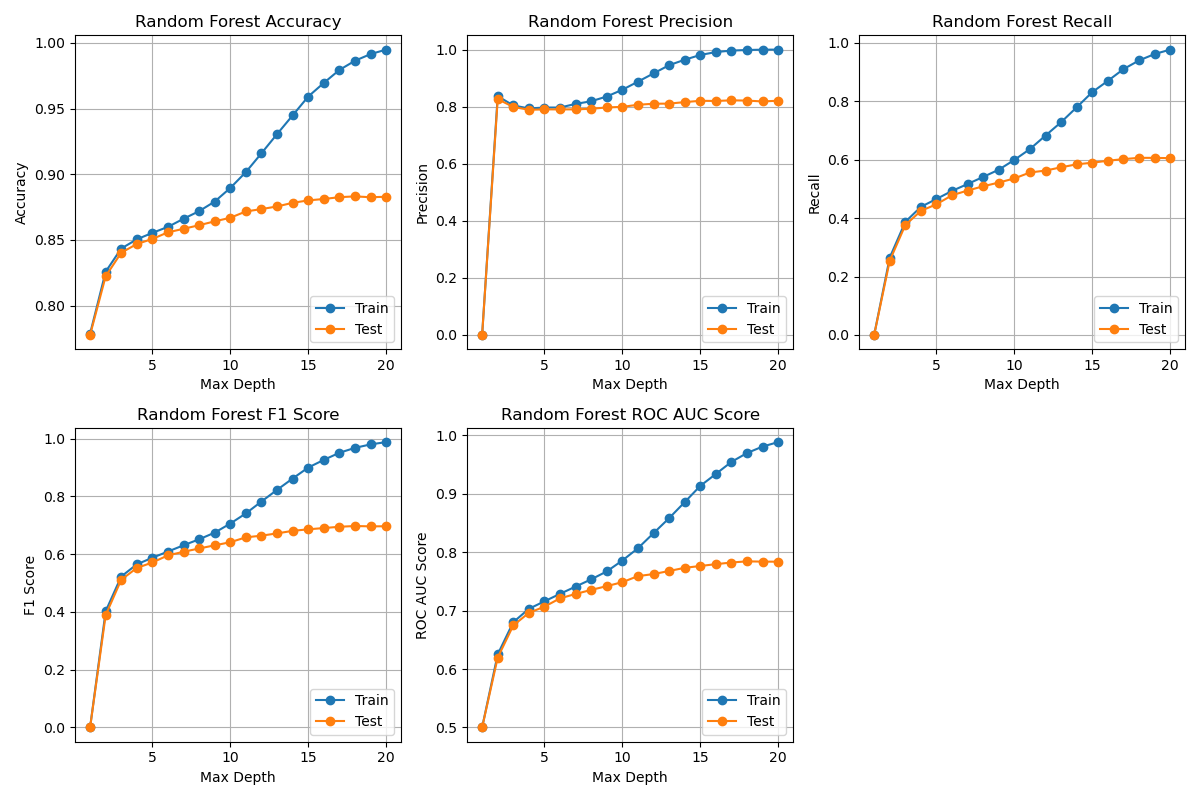 Random Forest Accuracy
1.00
0.95
0.90
0.85
0.80
Accuracy
5 10 15 20
Max Depth
Train
Test
Random Forest Precision
1.0
0.8
0.6
0.4
0.2
0.0
Precision
5 10 15 20
Max Depth
Train
Test
Random Forest Recall
1.0
0.8
0.6
0.4
0.2
0.0
Recall
5 10 15 20
Max Depth
Train
Test
Random Forest F1 Score
1.0
0.8
0.6
0.4
0.2
0.0
F1 Score
5 10 15 20
Max Depth
Train
Test
Random Forest ROC AUC Score
1.0
0.9
0.8
0.7
0.6
0.5
ROC AUC Score
5 10 15 20
Max Depth
Train
Test